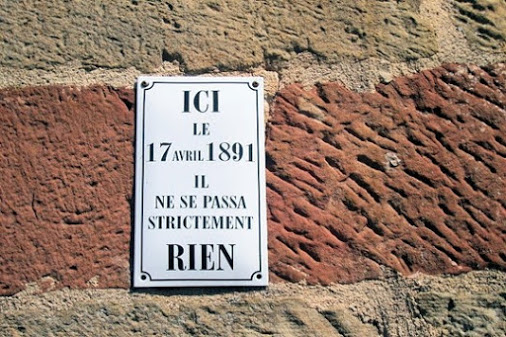 ICI
LE
17 AVRIL 1891
IL
NE SE PASSA
STRICTEMENT
RIEN